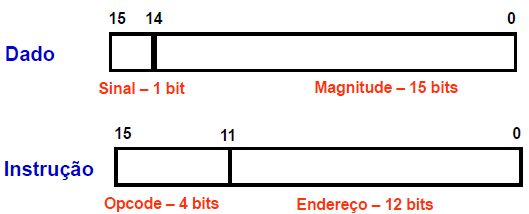 15 14 0
Dado
Sinal – 1 bit Magnitude – 15 bits
15 11 0
Instrução
Opcode – 4 bits Endereço – 12 bits